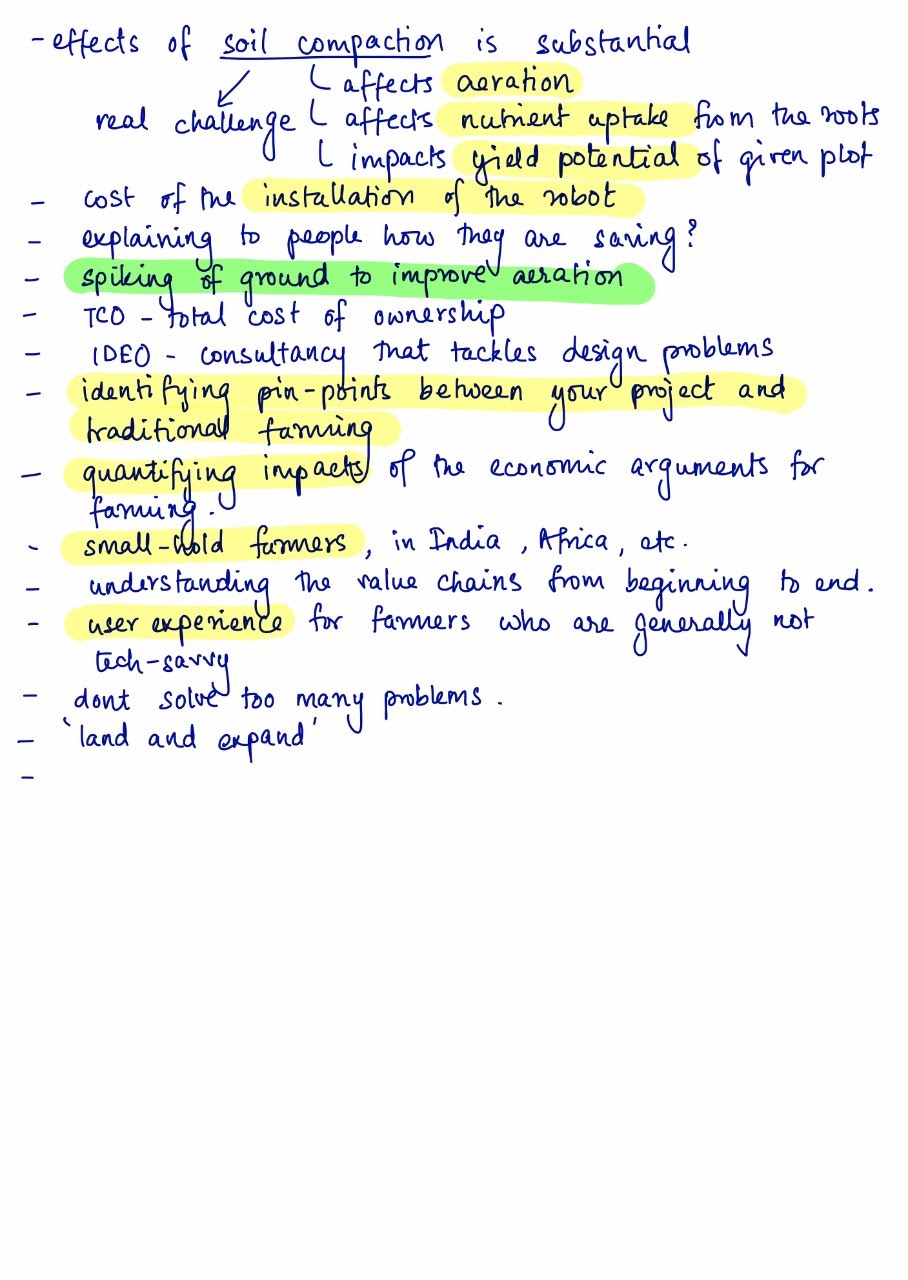 - effects of soil compaction is substantial
affects aeration
real challenge affects nutrient uptake from the roots
impacts yield potential of given plot
- cost of the installation of the robot
- explaining to people how they are saving?
- spiking of ground to improve aeration
- TCO - total cost of ownership
- IDEO - consultancy that tackles design problems
- identifying pin-points between your project and
traditional farming
- quantifying impacts of the economic arguments for
farming.
- small-hold farmers, in India, Africa, etc.
- understanding the value chains from beginning to end.
- user experience for farmers who are generally not
tech-savvy
- dont solve too many problems.
- 'land and expand'
-